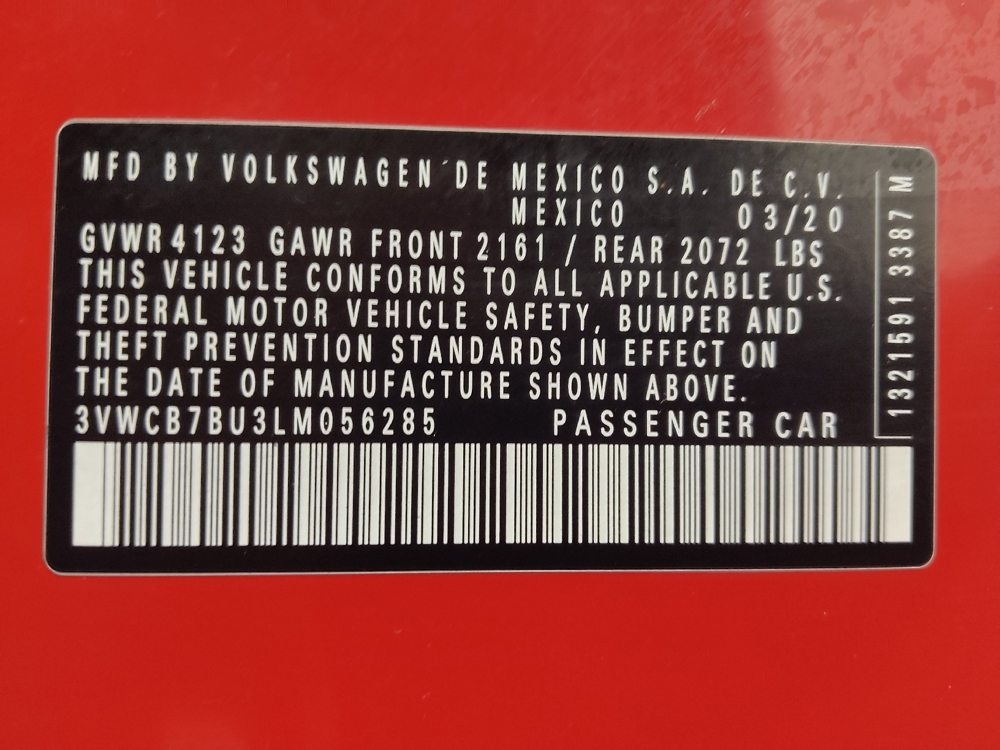 MFD BY VOLKSWAGEN DE MEXICO S.A. DE C.V.
MEXICO 03/20
GVWR 4123 GAWR FRONT 2161 / REAR 2072 LBS
THIS VEHICLE CONFORMS TO ALL APPLICABLE U.S.
FEDERAL MOTOR VEHICLE SAFETY, BUMPER AND
THEFT PREVENTION STANDARDS IN EFFECT ON
THE DATE OF MANUFACTURE SHOWN ABOVE.
3VWCB7BU3LM056285 PASSENGER CAR
1321591 3387 M